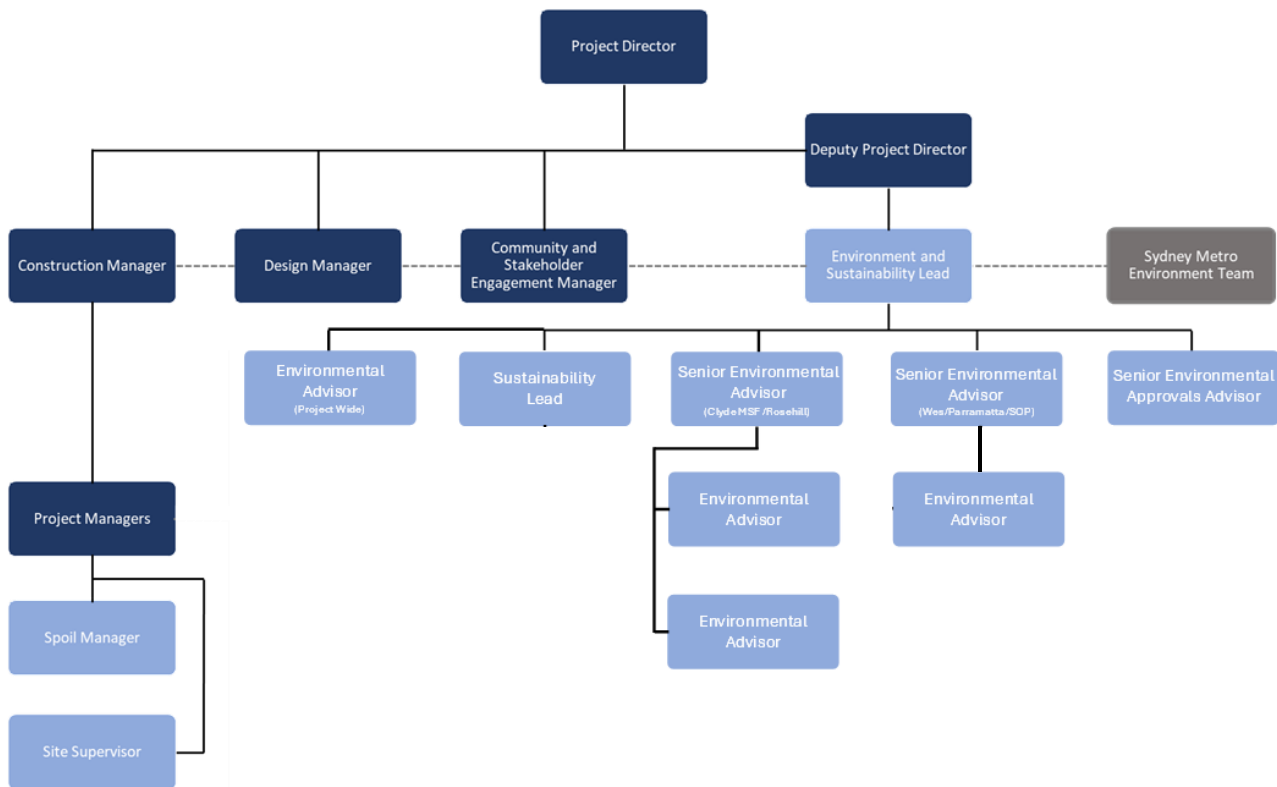 Project Director
Deputy Project Director
Construction Manager
Design Manager
Community and
Stakeholder
Engagement Manager
Environment and
Sustainability Lead
Sydney Metro
Environment Team
Environmental
Advisor
(Project Wide)
Sustainability
Lead
Senior Environmental
Advisor
(Clyde MSF/Rosehill)
Senior Environmental
Advisor
(Wes/Parramatta/SOP)
Senior Environmental
Approvals Advisor
Project Managers
Environmental
Advisor
Environmental
Advisor
Spoil Manager
Environmental
Advisor
Site Supervisor